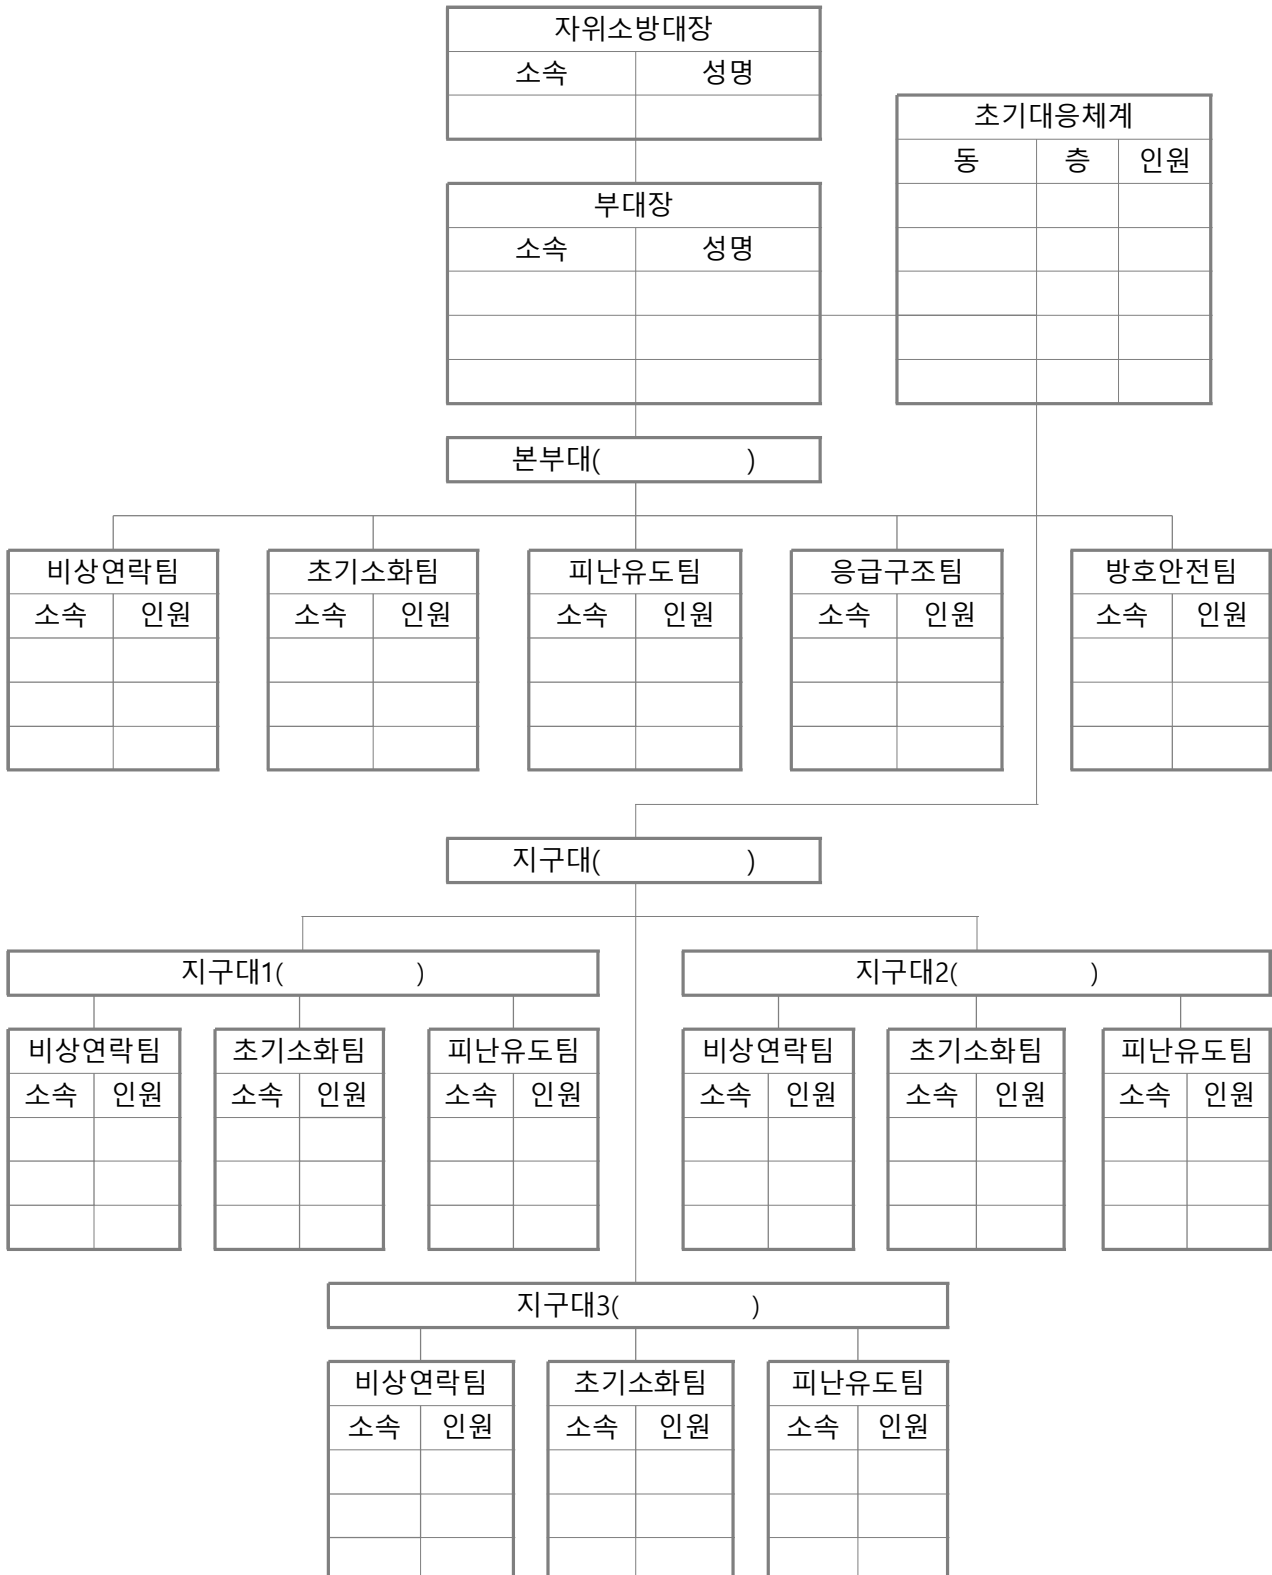 자위소방대장
소속 성명
초기대응체계
동 층 인원
부대장
소속 성명
본부대( )
비상연락팀 초기소화팀 피난유도팀 응급구조팀 방호안전팀
소속 인원 소속 인원 소속 인원 소속 인원 소속 인원
지구대( )
지구대1( ) 지구대2( )
비상연락팀 초기소화팀 피난유도팀 비상연락팀 초기소화팀 피난유도팀
소속 인원 소속 인원 소속 인원 소속 인원 소속 인원 소속 인원
지구대3( )
비상연락팀 초기소화팀 피난유도팀
소속 인원 소속 인원 소속 인원